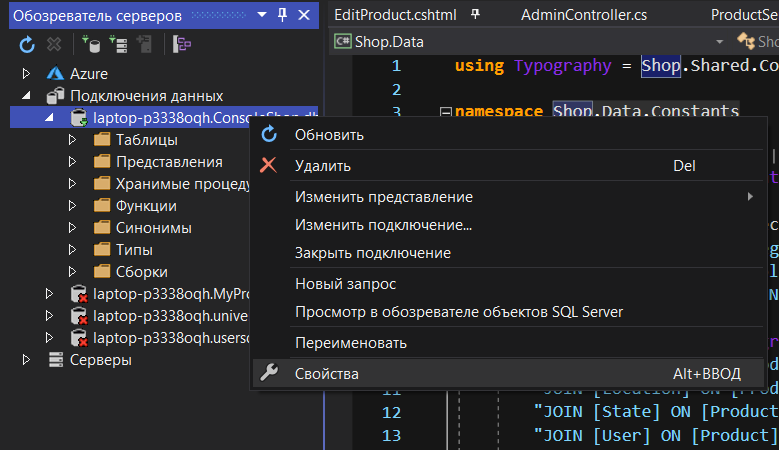 Обозреватель серверов
Azure
Подключения данных
laptop-p3338oqh.ConsoleShop.db
Таблицы
Представления
Хранимые процеду
Функции
Синонимы
Типы
Сборки
laptop-p3338oqh.MyPro
laptop-p3338oqh.unive
laptop-p3338oqh.userso
Серверы
Обновить
Удалить Del
Изменить представление
Изменить подключение...
Закрыть подключение
Новый запрос
Просмотр в обозревателе объектов SQL Server
Переименовать
Свойства Alt+ВВОД
EditProduct.cshtml AdminController.cs ProductSe
C# Shop.Data Sho
1 using Typography = Shop.Shared.Co
2
3 namespace Shop.Data.Constants
11
12 "JOIN [State] ON [Product
13 "JOIN [User] ON [Product]